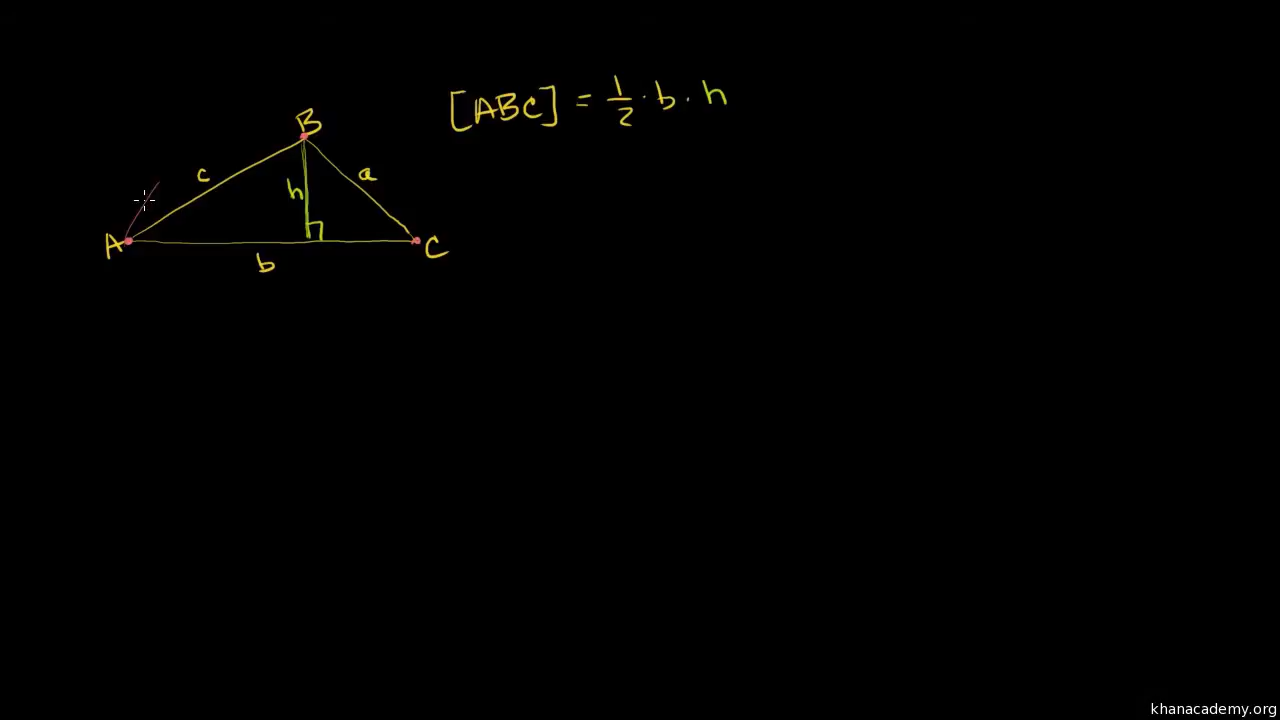 [ABC] = 1/2 · b · h
B
c
a
h
A
C
b
khanacademy.org